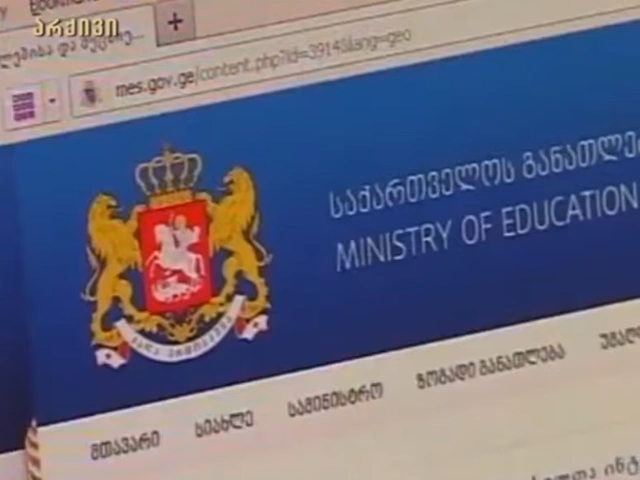 არქივი
mes.gov.ge/content.php?id=3914&lang=geo
საქართველოს განათლე
MINISTRY OF EDUCATION
მთავარი სიახლე სამინისტრო ზოგადი განათლება